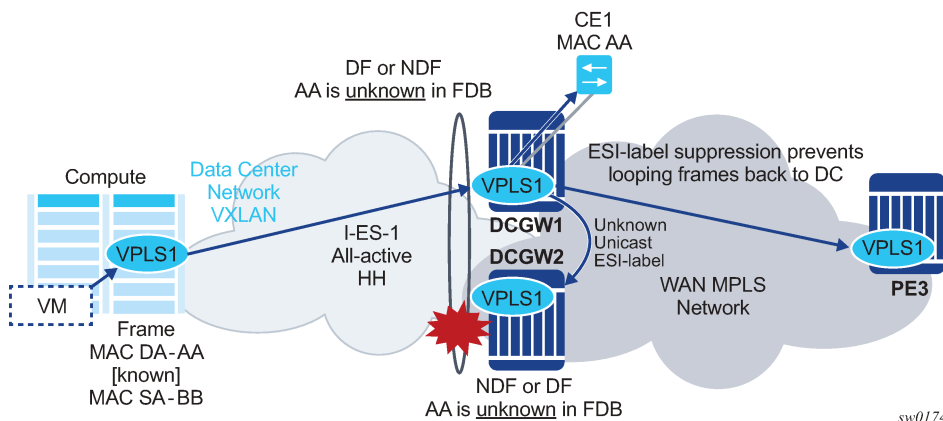 CE1
MAC AA
DF or NDF
AA is unknown in FDB
ESI-label suppression prevents
looping frames back to DC
Data Center
Network
VXLAN
Compute
VPLS1
VPLS1
DCGW1
Unknown
Unicast
ESI-label
I-ES-1
All-active
HH
DCGW2
VPLS1
VPLS1
PE3
WAN MPLS
Network
VM
Frame
MAC DA-AA
[known]
MAC SA-BB
NDF or DF
AA is unknown in FDB
sw0174